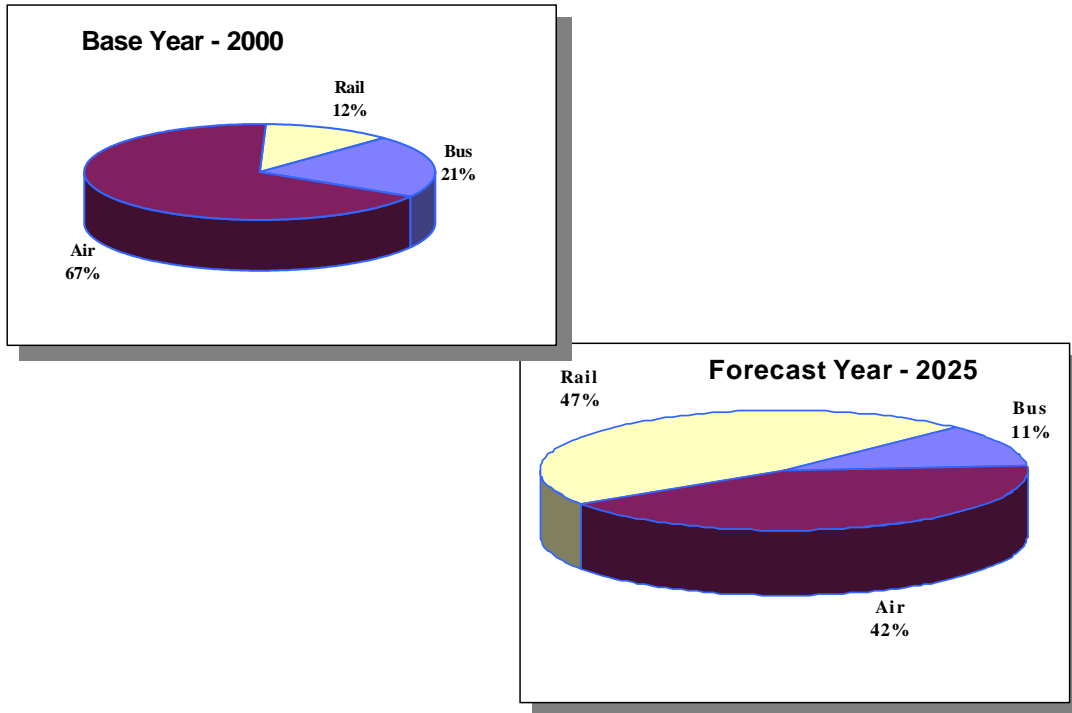 Base Year - 2000
Rail
12%
Bus
21%
Air
67%
Forecast Year - 2025
Rail
47%
Bus
11%
Air
42%